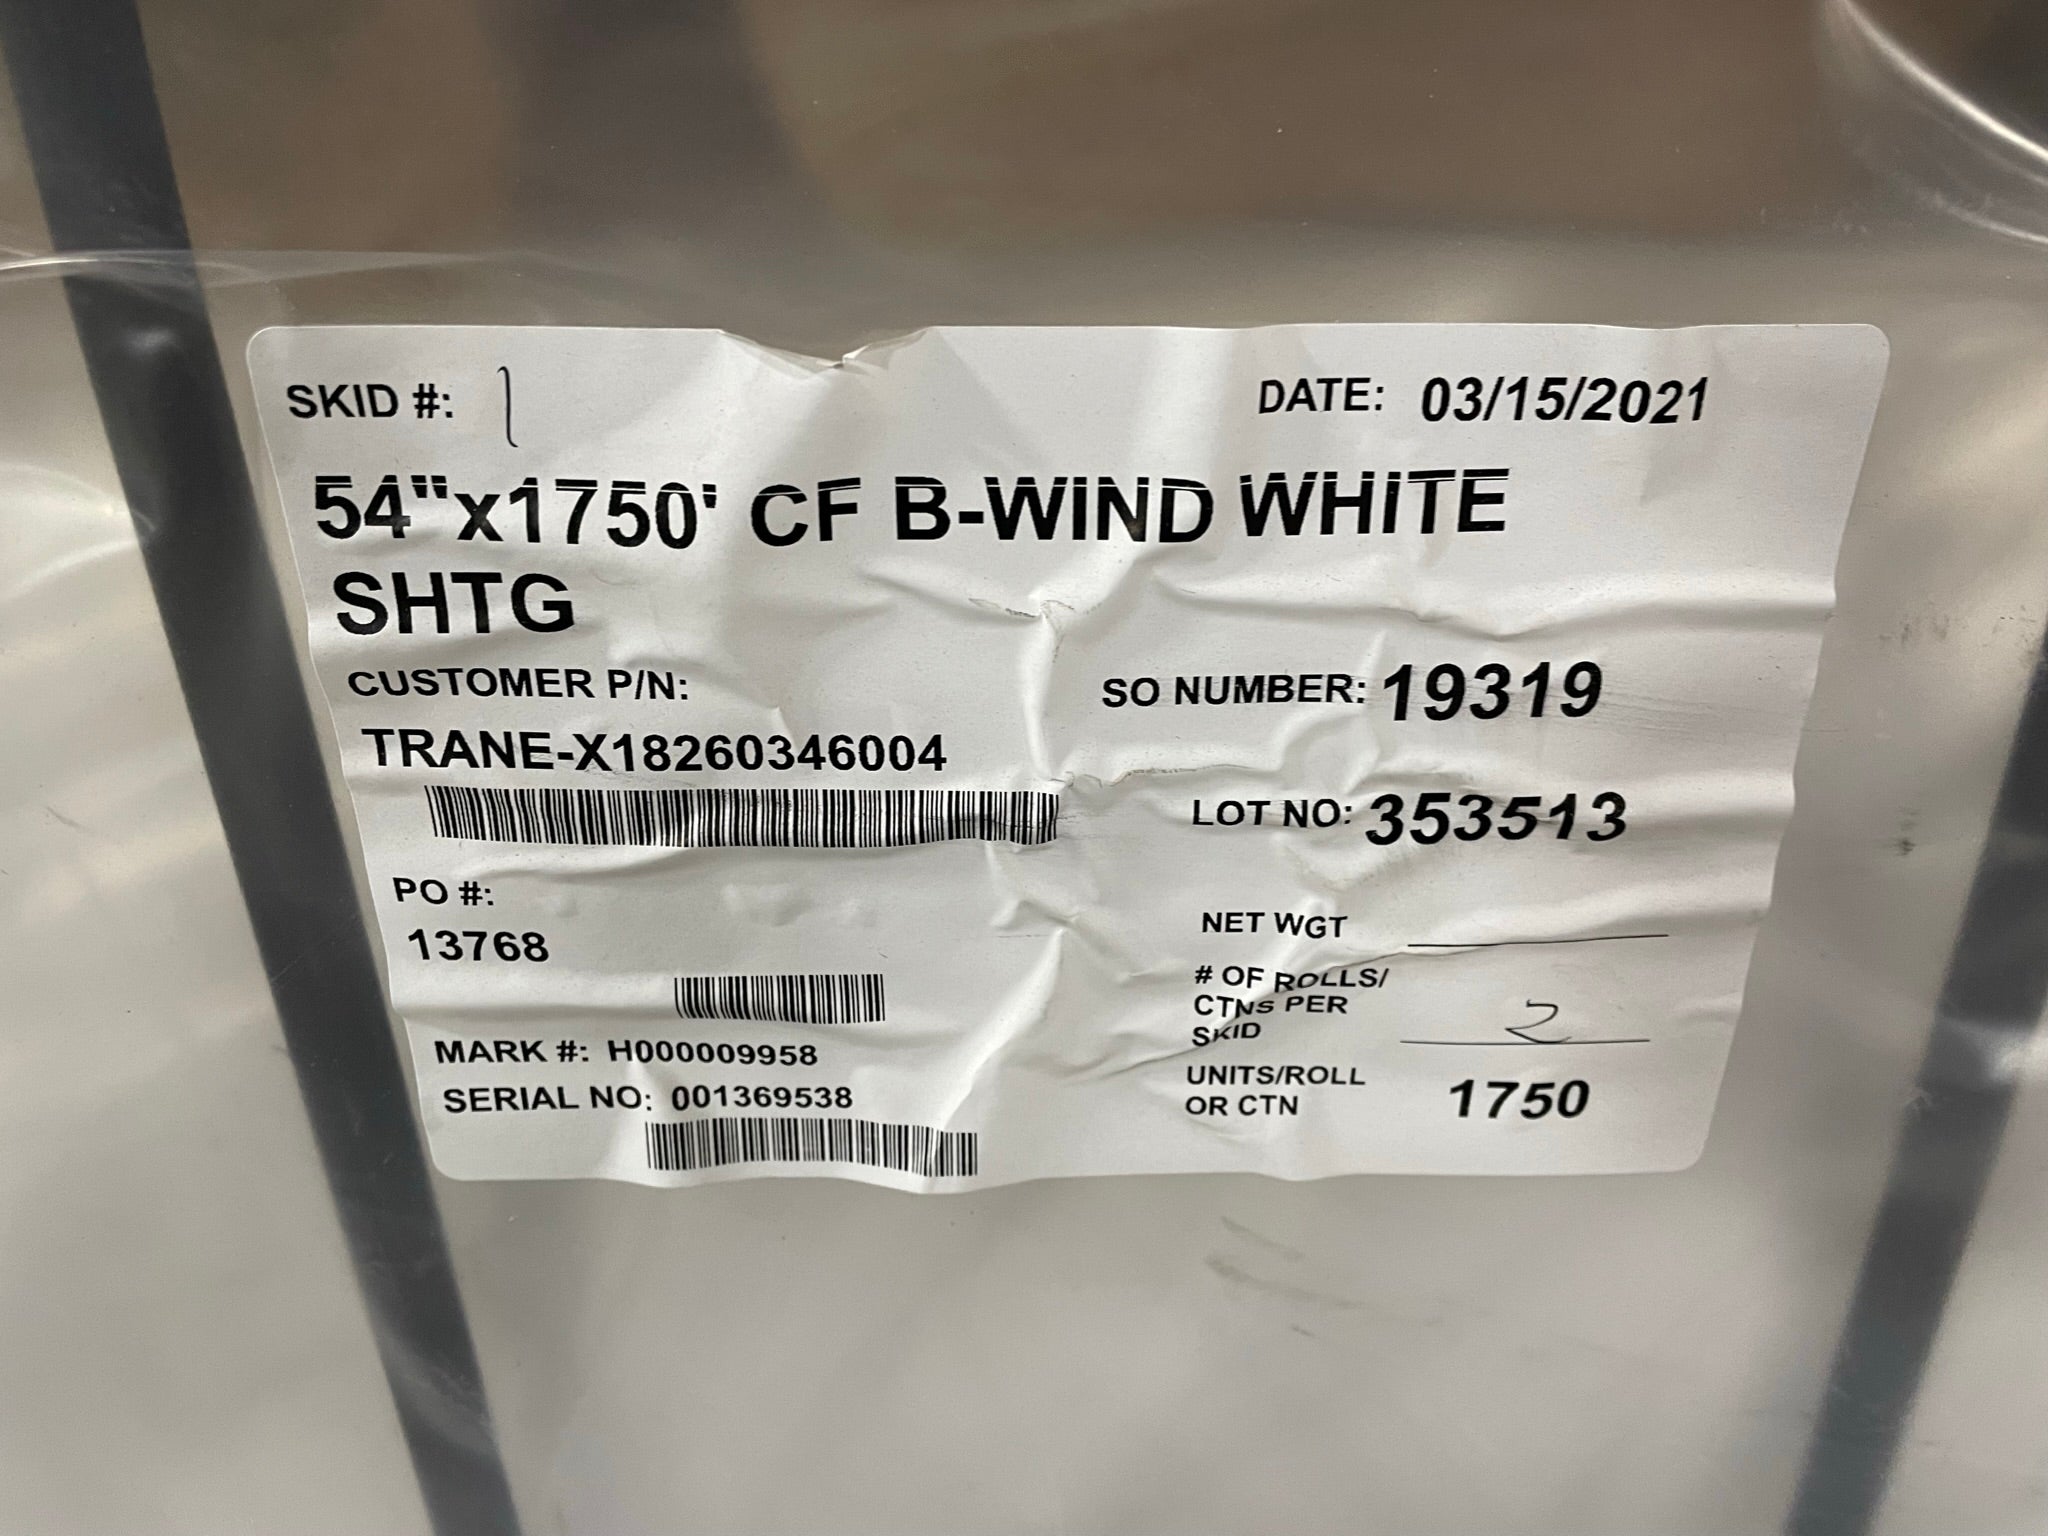 SKID #: 1
DATE: 03/15/2021
54"x1750' CF B-WIND WHITE
SHTG
CUSTOMER P/N:
TRANE-X18260346004
SO NUMBER: 19319
LOT NO: 353513
PO #:
13768
NET WGT
# OF ROLLS/
CTNS PER
SKID
2
MARK #: H000009958
SERIAL NO: 001369538
UNITS/ROLL
OR CTN
1750